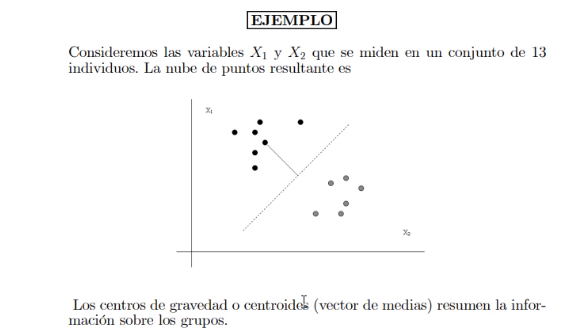 EJEMPLO
Consideremos las variables X₁ y X₂ que se miden en un conjunto de 13
individuos. La nube de puntos resultante es
X₁
X₂
Los centros de gravedad o centroides (vector de medias) resumen la infor-
mación sobre los grupos.